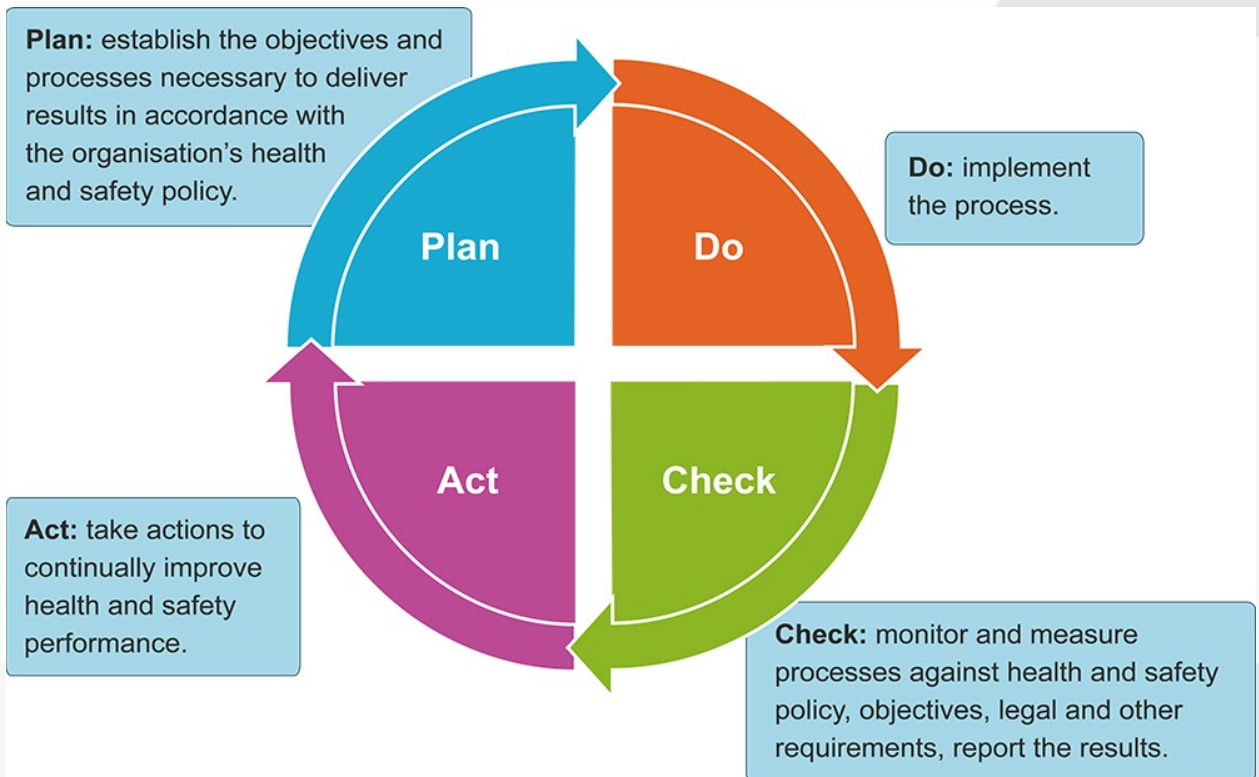 Plan: establish the objectives and
processes necessary to deliver
results in accordance with
the organisation's health
and safety policy.
Plan
Do
Do: implement
the process.
Act
Check
Act: take actions to
continually improve
health and safety
performance.
Check: monitor and measure
processes against health and safety
policy, objectives, legal and other
requirements, report the results.